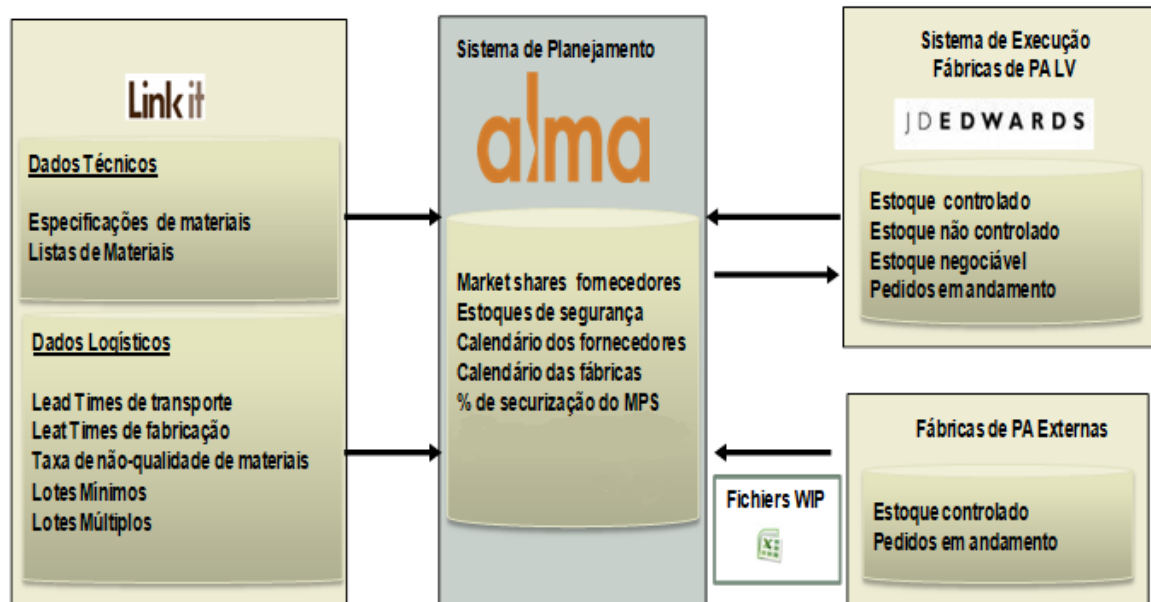 Link it
Dados Técnicos
Especificações de materiais
Listas de Materiais
Dados Logísticos
Lead Times de transporte
Leat Times de fabricação
Taxa de não-qualidade de materiais
Lotes Mínimos
Lotes Múltiplos
Sistema de Planejamento
alma
Market shares fornecedores
Estoques de segurança
Calendário dos fornecedores
Calendário das fábricas
% de securização do MPS
Sistema de Execução
Fábricas de PA LV
JD EDWARDS
Estoque controlado
Estoque não controlado
Estoque negociável
Pedidos em andamento
Fichiers WIP
Fábricas de PA Externas
Estoque controlado
Pedidos em andamento